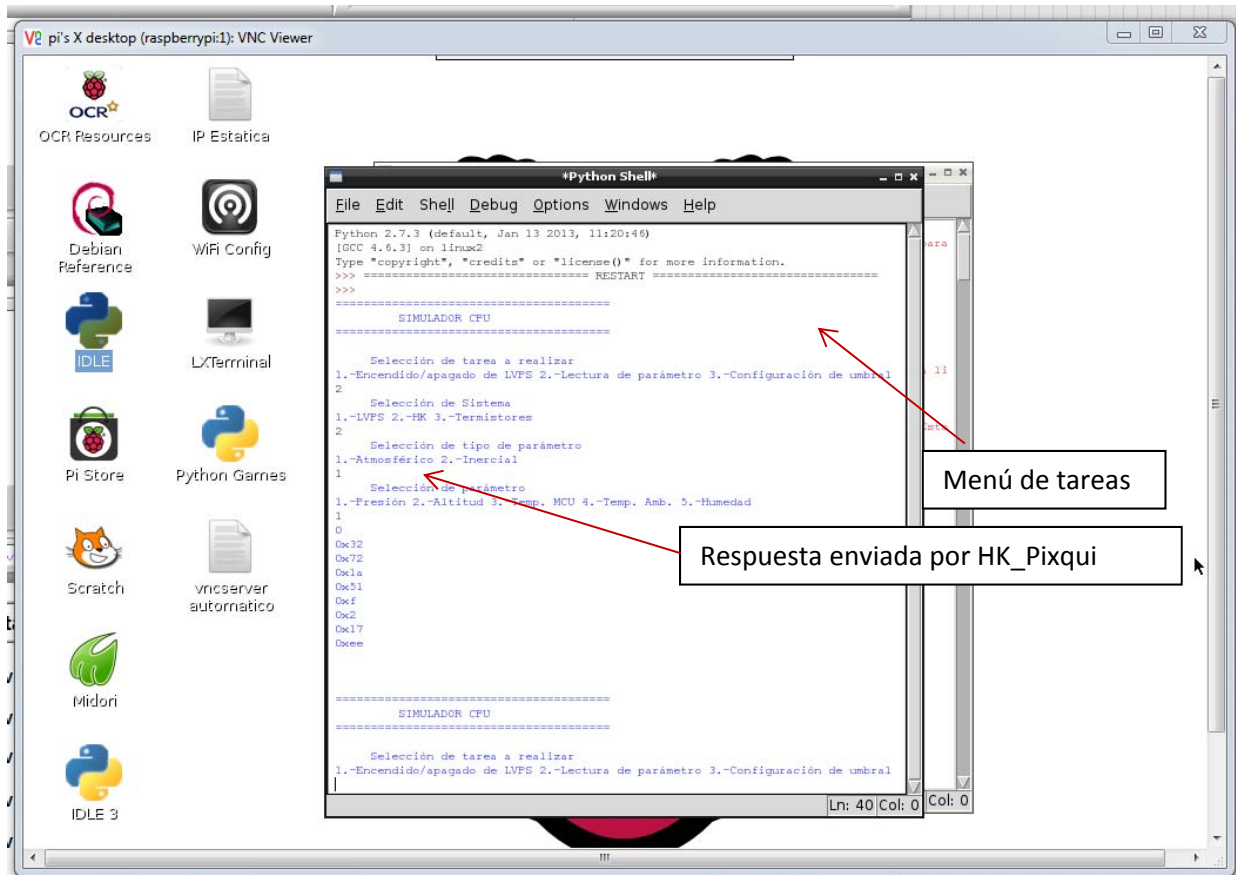 pi's X desktop (raspberrypi:1): VNC Viewer
OCR
OCR Resources
IP Estatica
Debian
Reference
WiFi Config
IDLE
LXTerminal
Pi Store
Python Games
Scratch
vncserver
automatico
Midori
IDLE 3
*Python Shell*
File Edit Shell Debug Options Windows Help
Python 2.7.3 (default, Jan 13 2013, 11:20:46)
[GCC 4.6.3] on linux2
Type "copyright", "credits" or "license()" for more information.
>>> ================================ RESTART ================================
>>>
=======================================
SIMULADOR CPU
=======================================
Selección de tarea a realizar
1.-Encendido/apagado de LVPS 2.-Lectura de parámetro 3.-Configuración de umbral
2
Selección de Sistema
1.-LVPS 2.-HK 3.-Termistores
2
Selección de tipo de parámetro
1.-Atmosférico 2.-Inercial
1
Selección de parámetro
1.-Presión 2.-Altitud 3.-Temp. MCU 4.-Temp. Amb. 5.-Humedad
1
0
0x32
0x72
0x1a
0x51
0xf
0x2
0x17
0xee
=======================================
SIMULADOR CPU
=======================================
Selección de tarea a realizar
1.-Encendido/apagado de LVPS 2.-Lectura de parámetro 3.-Configuración de umbral
Ln: 40 Col: 0
Col: 0
para
li
Menú de tareas
Respuesta enviada por HK_Pixqui